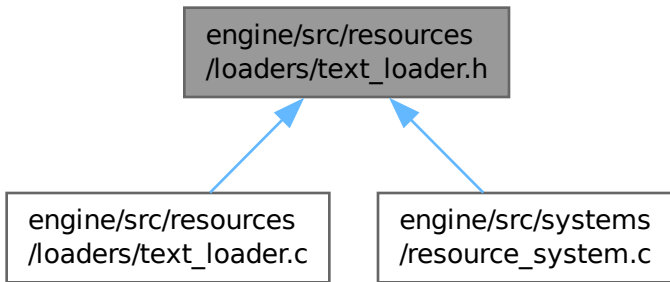 engine/src/resources
/loaders/text_loader.h
engine/src/resources
/loaders/text_loader.c
engine/src/systems
/resource_system.c